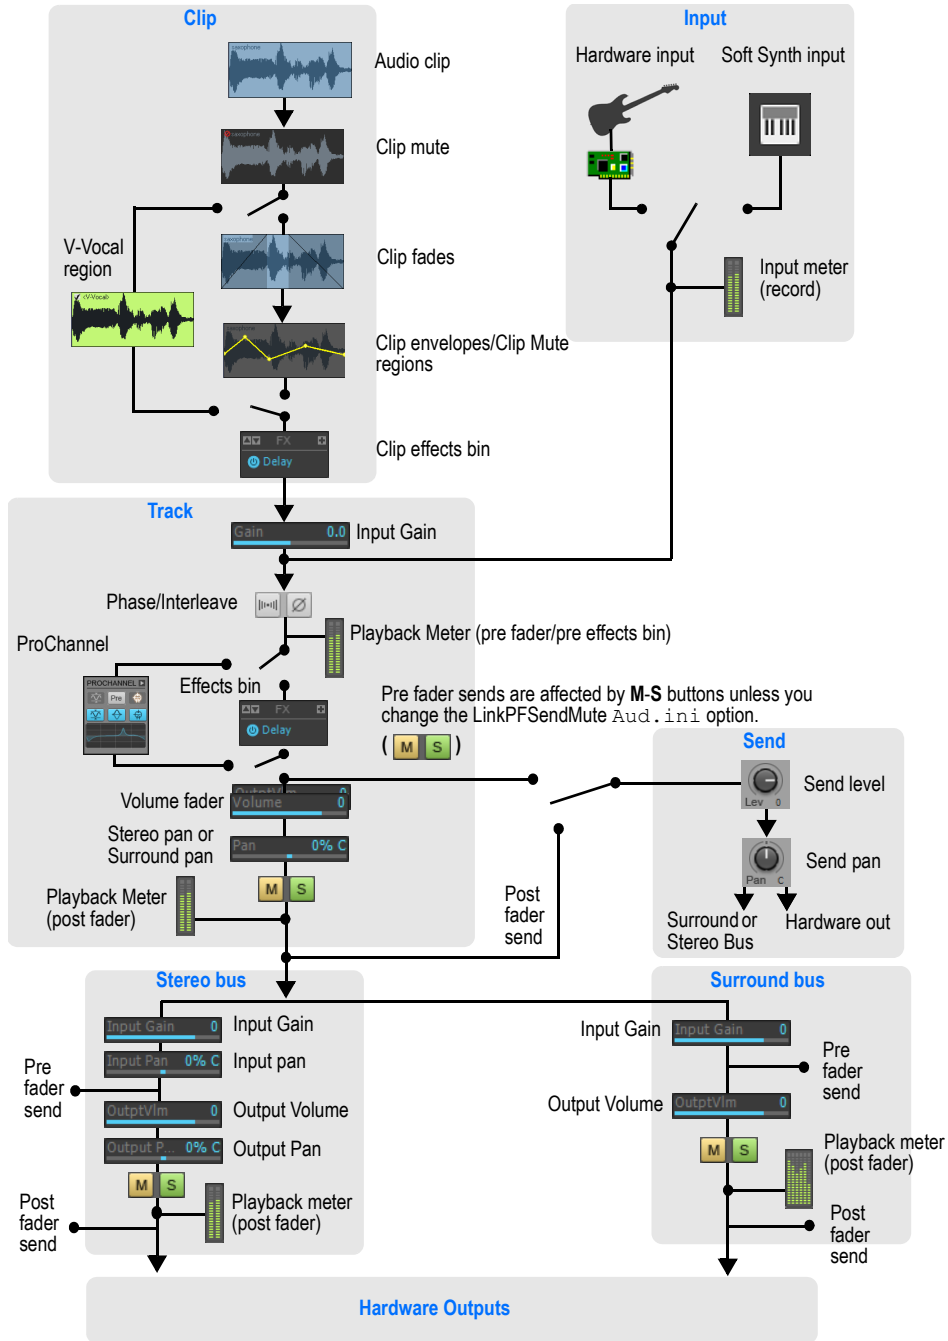 Clip
saxophone
Audio clip
saxophone
Clip mute
V-Vocal
region
saxophone
Clip fades
<V-Vocal>
saxophone
Clip envelopes/Clip Mute
regions
FX
Delay
Clip effects bin
Input
Hardware input
Soft Synth input
Input meter
(record)
Track
Gain 0.0
Input Gain
Phase/Interleave
Playback Meter (pre fader/pre effects bin)
ProChannel
PROCHANNEL
Pre
Effects bin
FX
Delay
Pre fader sends are affected by M-S buttons unless you
change the LinkPFSendMute Aud.ini option.
( M S )
Volume fader
Volume 0
Stereo pan or
Surround pan
Pan 0% C
M S
Playback Meter
(post fader)
Post
fader
send
Send
Lev 0
Send level
Pan C
Send pan
Surround or
Stereo Bus
Hardware out
Stereo bus
Input Gain 0
Input Gain
Input Pan 0% C
Input pan
Pre
fader
send
OutptVlm 0
Output Volume
Output P... 0% C
Output Pan
M S
Post
fader
send
Playback meter
(post fader)
Surround bus
Input Gain
Input Gain 0
Pre
fader
send
Output Volume
OutptVlm 0
M S
Playback meter
(post fader)
Post
fader
send
Hardware Outputs